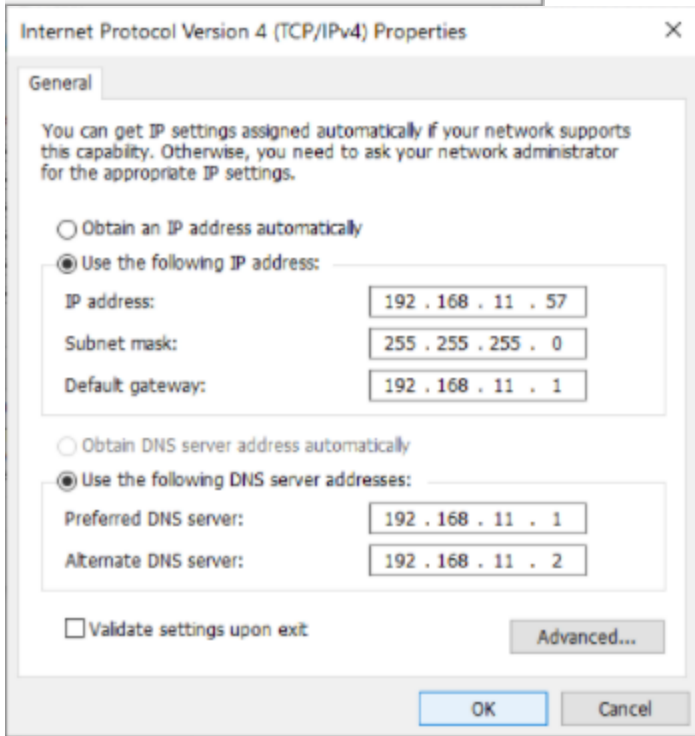 Internet Protocol Version 4 (TCP/IPv4) Properties
General
You can get IP settings assigned automatically if your network supports
this capability. Otherwise, you need to ask your network administrator
for the appropriate IP settings.
Obtain an IP address automatically
Use the following IP address:
IP address: 192 . 168 . 11 . 57
Subnet mask: 255 . 255 . 255 . 0
Default gateway: 192 . 168 . 11 . 1
Obtain DNS server address automatically
Use the following DNS server addresses:
Preferred DNS server: 192 . 168 . 11 . 1
Alternate DNS server: 192 . 168 . 11 . 2
Validate settings upon exit
Advanced...
OK Cancel